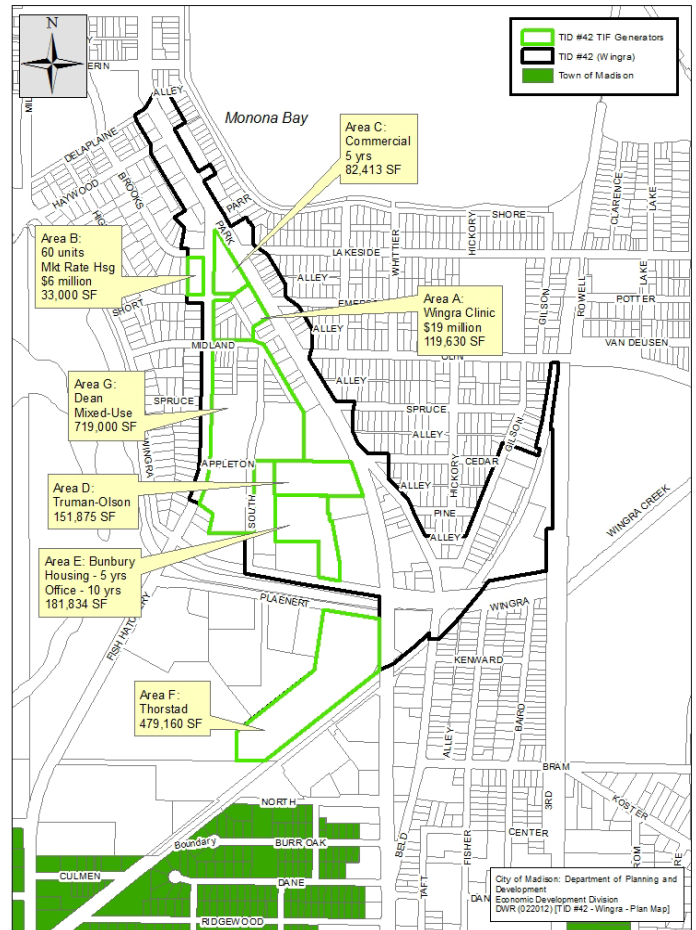 N
TID #42 TIF Generators
TID #42 (Wingra)
Town of Madison
ERIN
MIL
ALLEY
Monona Bay
DELAPLAINE
HAYWOOD
BROOKS
HIG
PARR
PARK
Area C:
Commercial
5 yrs
82,413 SF
SHORE
CLARENCE
LAKE
HICKORY
WHITTIER
LAKESIDE
ALLEY
LAKE
Area B:
60 units
Mkt Rate Hsg
$6 million
33,000 SF
SHORT
EMER
GILSON
ROWELL
POTTER
Area A:
Wingra Clinic
$19 million
119,630 SF
ALLEY
VAN DEUSEN
OLIN
MIDLAND
ALLEY
Area G:
Dean
Mixed-Use
719,000 SF
SPRUCE
SPRUCE
WINGRA
ALLEY
GILSON
APPLETON
CEDAR
HICKORY
ALLEY
Area D:
Truman-Olson
151,875 SF
SOUTH
PINE
ALLEY
WINGRA CREEK
Area E: Bunbury
Housing - 5 yrs
Office - 10 yrs
181,834 SF
PLAENERT
WINGRA
FISH HATCHERY
KENWARD
Area F:
Thorstad
479,160 SF
ALLEY
BAIRD
BRAM
NORTH
3RD
KOSTER
Boundary
BURR OAK
BELD
FISHER
CENTER
ROM
RE
CULMEN
DANE
TAFT
DAN
RIDGEWOOD
City of Madison: Department of Planning and
Development
Economic Development Division
DWR (022012) [TID #42 - Wingra - Plan Map]